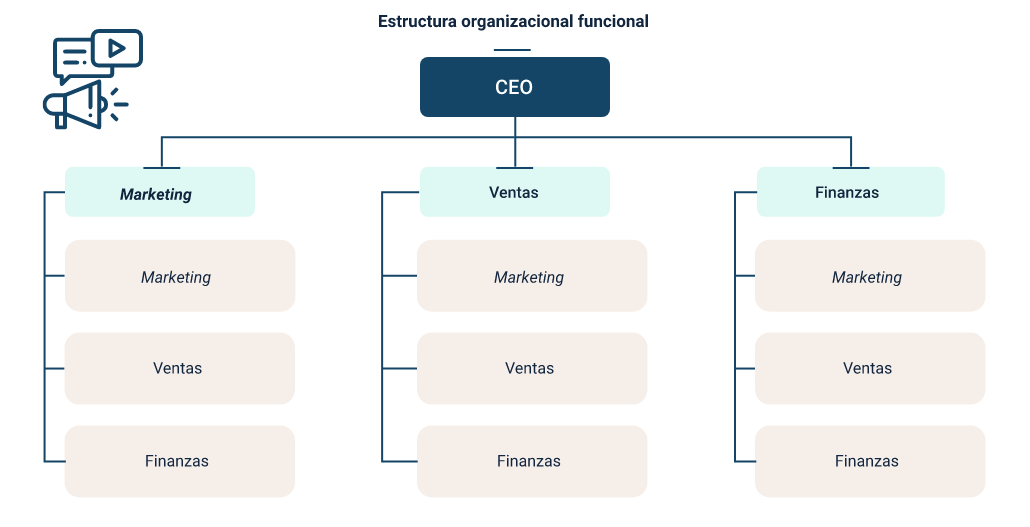 Estructura organizacional funcional
CEO
Marketing
Ventas
Finanzas
Marketing
Marketing
Marketing
Ventas
Ventas
Ventas
Finanzas
Finanzas
Finanzas